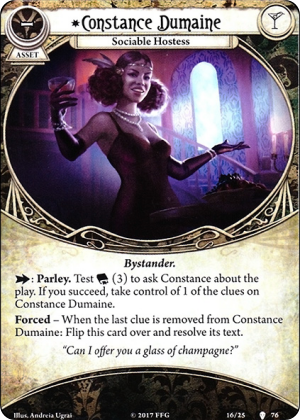 *Constance Dumaine
Sociable Hostess
ASSET
Bystander.
: Parley. Test (3) to ask Constance about the
play. If you succeed, take control of 1 of the clues on
Constance Dumaine.
Forced – When the last clue is removed from Constance
Dumaine: Flip this card over and resolve its text.
"Can I offer you a glass of champagne?"
Illus. Andreia Ugrai
© 2017 FFG
16/25
76